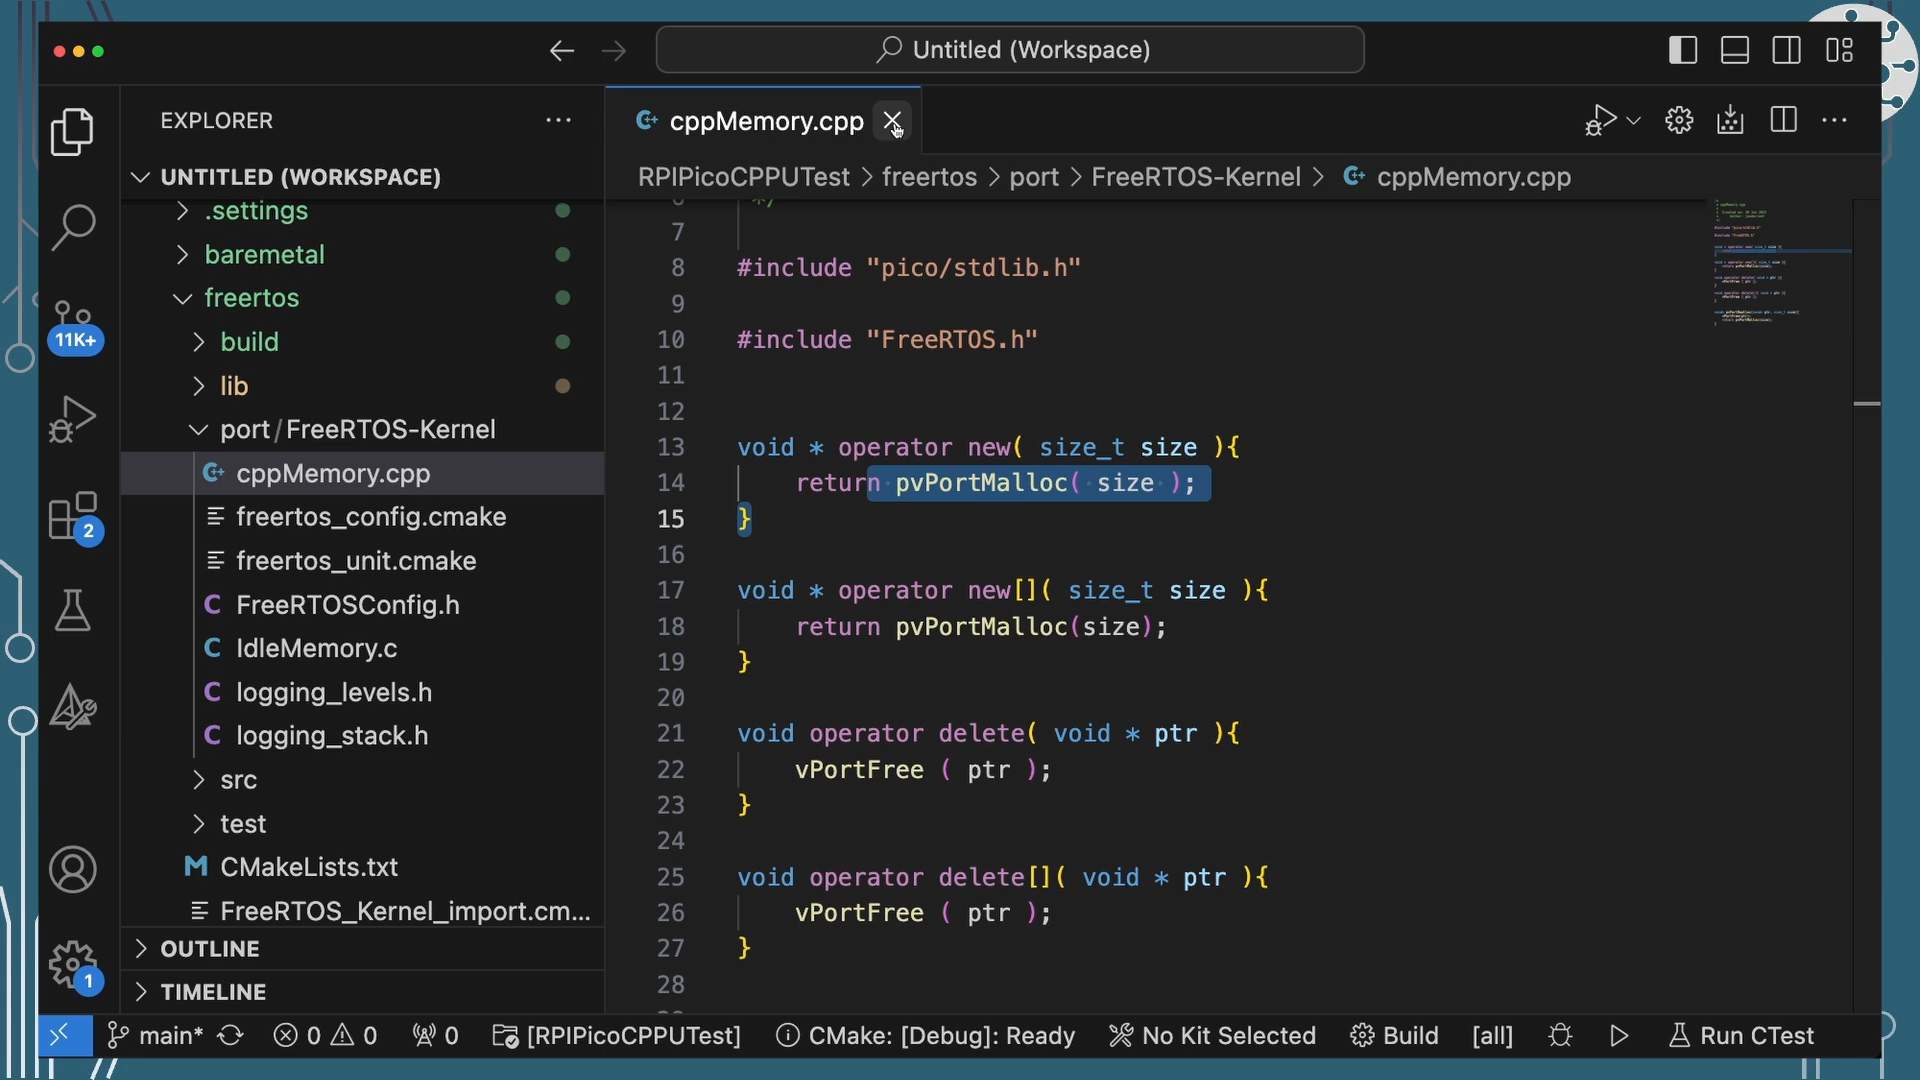 Untitled (Workspace)
EXPLORER
UNTITLED (WORKSPACE)
.settings
baremetal
freertos
build
lib
port/FreeRTOS-Kernel
cppMemory.cpp
freertos_config.cmake
freertos_unit.cmake
FreeRTOSConfig.h
IdleMemory.c
logging_levels.h
logging_stack.h
src
test
CMakeLists.txt
FreeRTOS_Kernel_import.cm...
OUTLINE
TIMELINE
11K+
2
1
cppMemory.cpp
RPIPicoCPPUTest > freertos > port > FreeRTOS-Kernel > cppMemory.cpp
*/
7
8 #include "pico/stdlib.h"
9
10 #include "FreeRTOS.h"
11
12
13 void * operator new( size_t size ){
14 return pvPortMalloc( size );
15 }
16
17 void * operator new[]( size_t size ){
18 return pvPortMalloc(size);
19 }
20
21 void operator delete( void * ptr ){
22 vPortFree ( ptr );
23 }
24
25 void operator delete[]( void * ptr ){
26 vPortFree ( ptr );
27 }
28
main* 0 0 0 [RPIPicoCPPUTest] CMake: [Debug]: Ready No Kit Selected Build [all] Run CTest